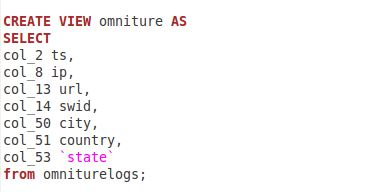 CREATE VIEW omniture AS
SELECT
col_2 ts,
col_8 ip,
col_13 url,
col_14 swid,
col_50 city,
col_51 country,
col_53 `state`
from omniturelogs;